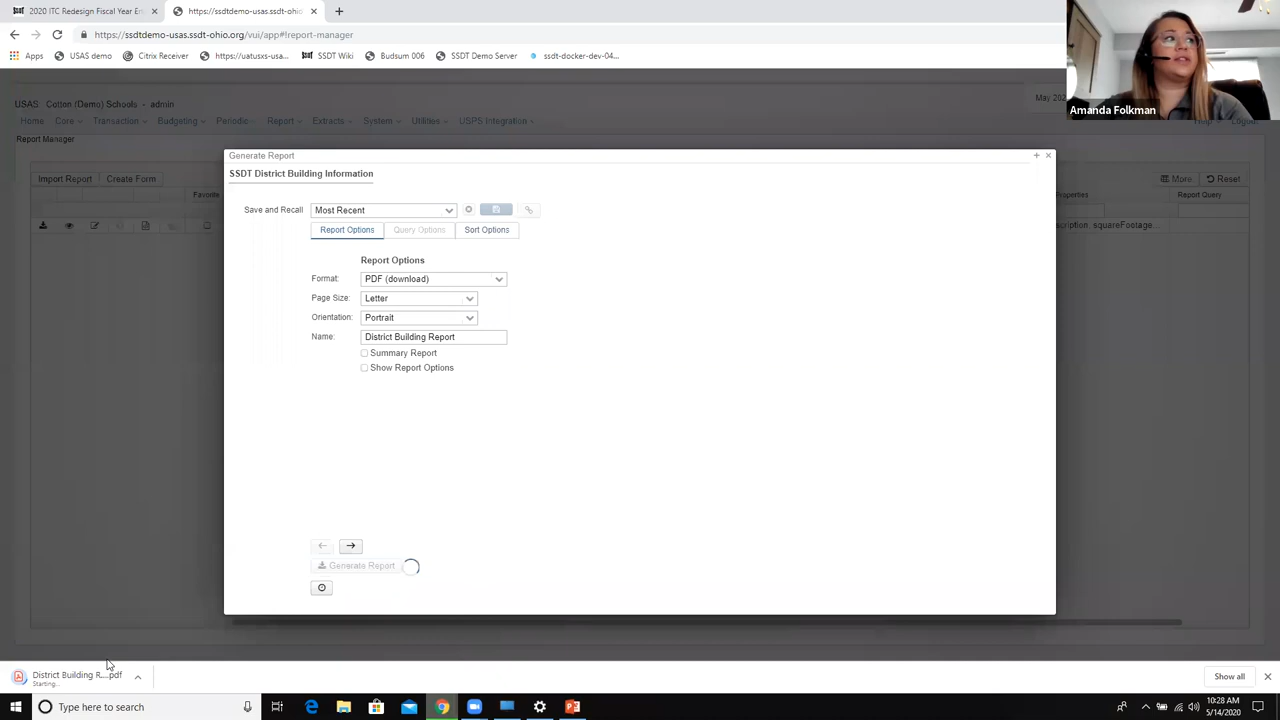 2020 ITC Redesign Fiscal Year En
https://ssdtdemo-usas.ssdt-ohio.
https://ssdtdemo-usas.ssdt-ohio.org/vui/app#!report-manager
Apps
USAS demo
Citrix Receiver
https://uatusxs-usa...
SSDT Wiki
Budsum 006
SSDT Demo Server
ssdt-docker-dev-04...
Amanda Folkman
USAS: Cotton (Demo) Schools - admin
May 202
Home Core Transaction Budgeting Periodic Report Extracts System Utilities USPS Integration Help
Report Manager
Import Report Create Form
More Reset
Favorite
Properties
Report Query
scription, squareFootage...
Generate Report
SSDT District Building Information
Save and Recall Most Recent
Report Options Query Options Sort Options
Report Options
Format: PDF (download)
Page Size: Letter
Orientation: Portrait
Name: District Building Report
Summary Report
Show Report Options
Generate Report
District Building R....pdf
Starting...
Show all
Type here to search
10:28 AM
5/14/2020